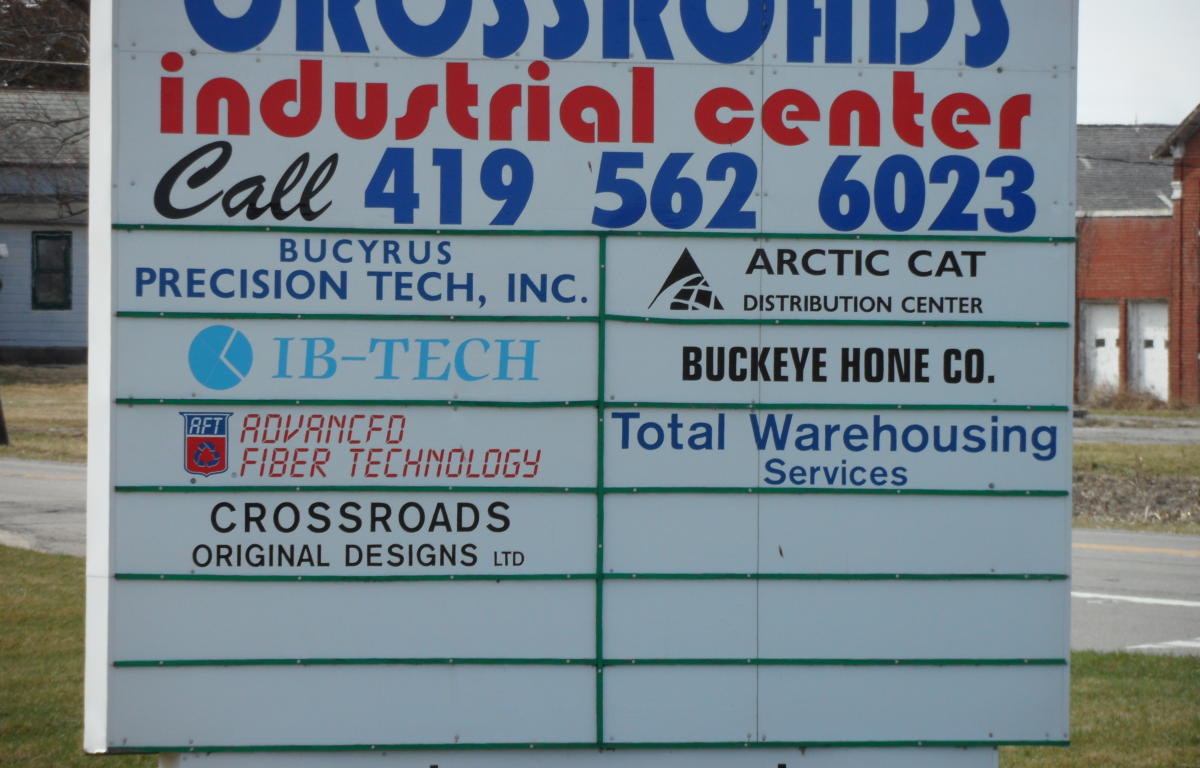 CROSSROADS
industrial center
Call 419 562 6023
BUCYRUS
PRECISION TECH, INC.
ARCTIC CAT
DISTRIBUTION CENTER
IB-TECH
BUCKEYE HONE CO.
AFT
ADVANCED
FIBER TECHNOLOGY
Total Warehousing
Services
CROSSROADS
ORIGINAL DESIGNS LTD